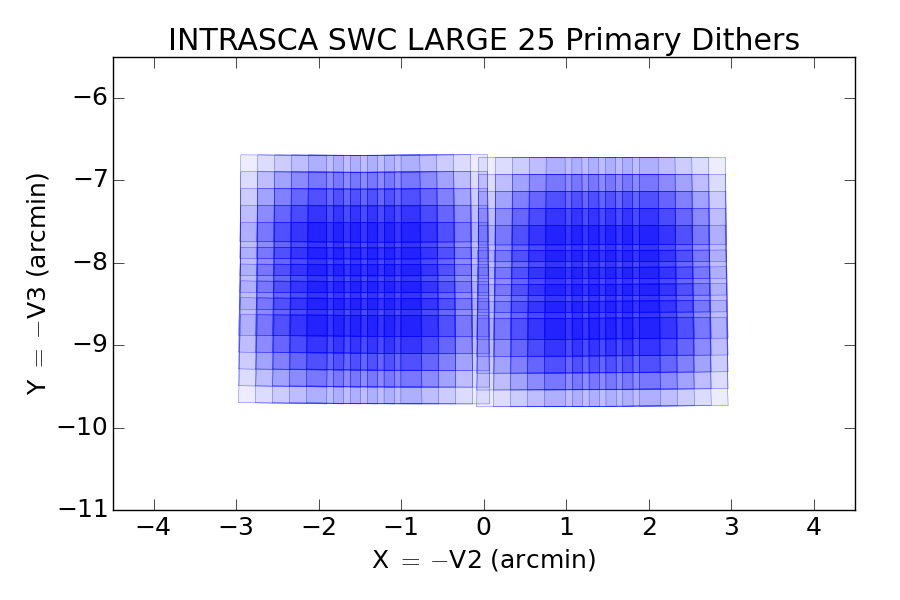 INTRASCA SWC LARGE 25 Primary Dithers
−6
−7
−8
−9
−10
−11
Y = −V3 (arcmin)
−4 −3 −2 −1 0 1 2 3 4
X = −V2 (arcmin)